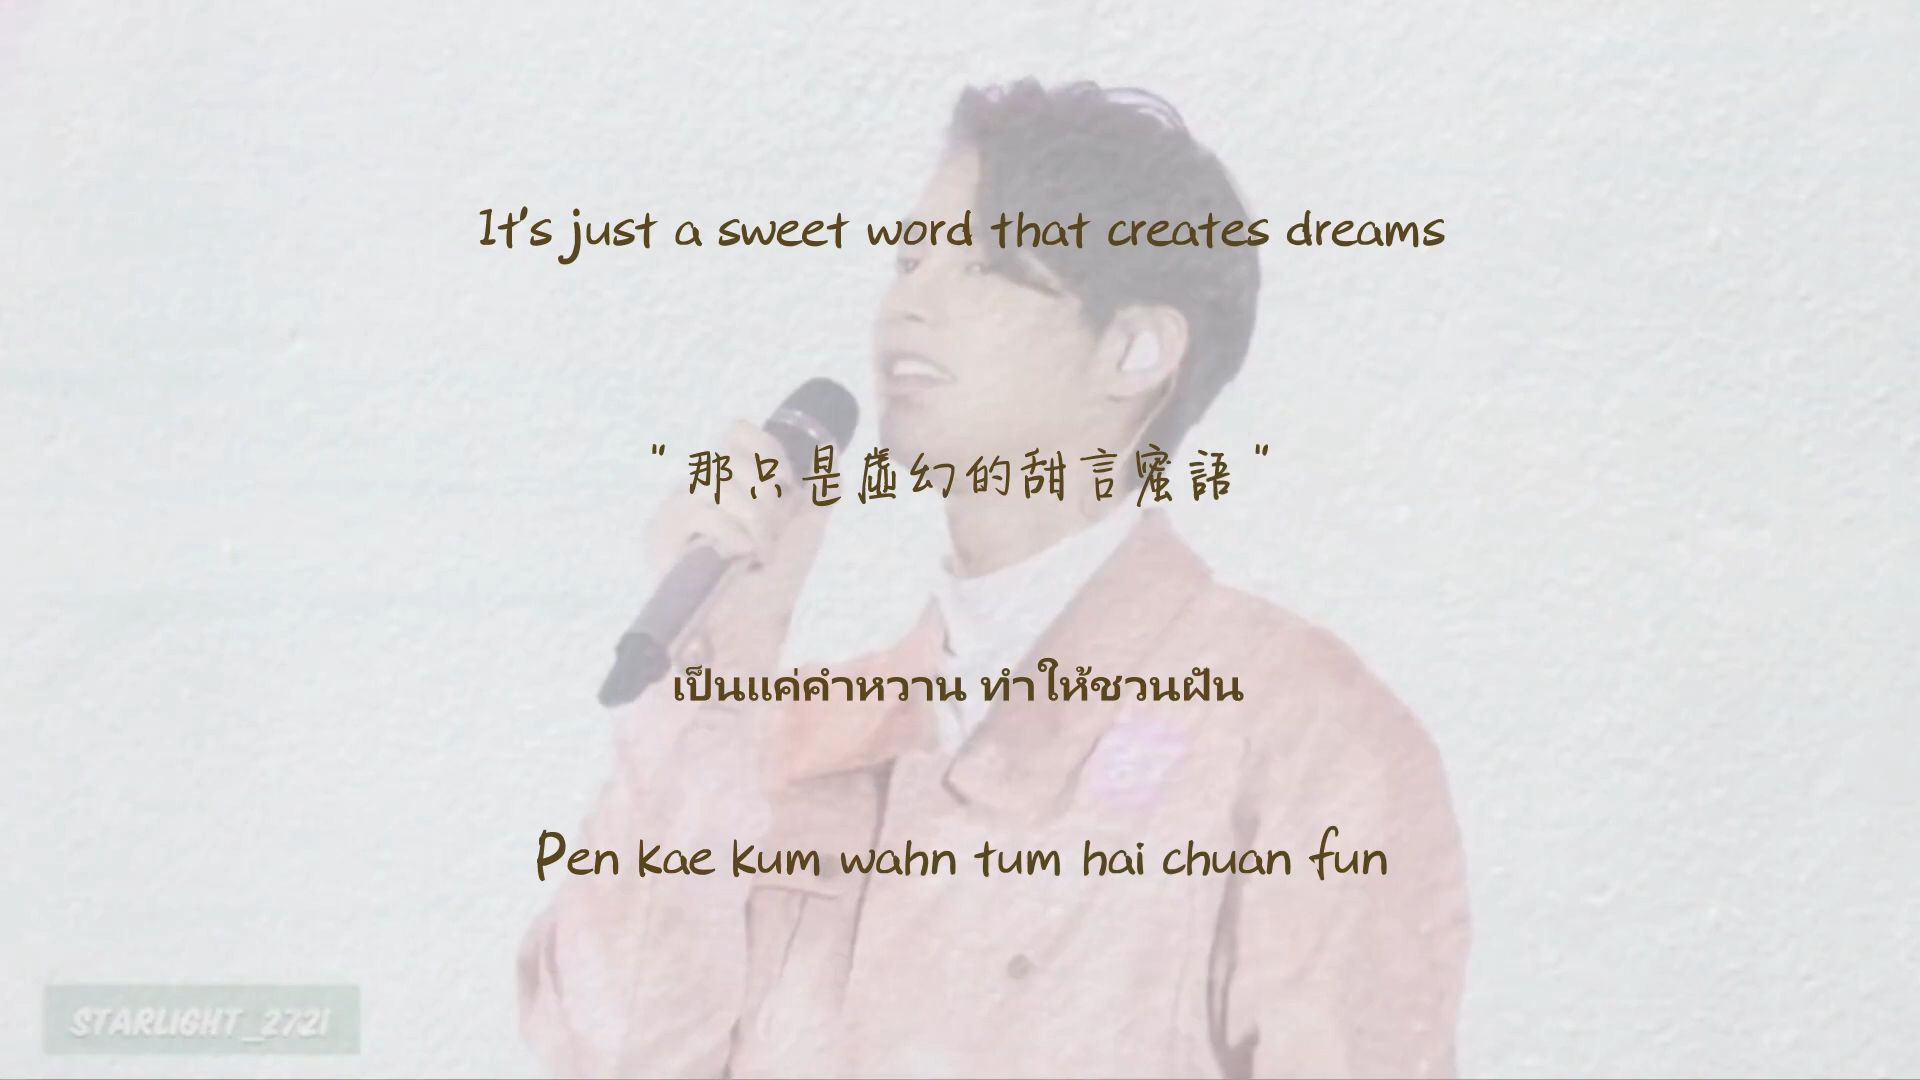 It's just a sweet word that creates dreams
" 那只是虛幻的甜言蜜語 "
เป็นแค่คำหวาน ทำให้ชวนฝัน
Pen kae kum wahn tum hai chuan fun
STARLIGHT_2721